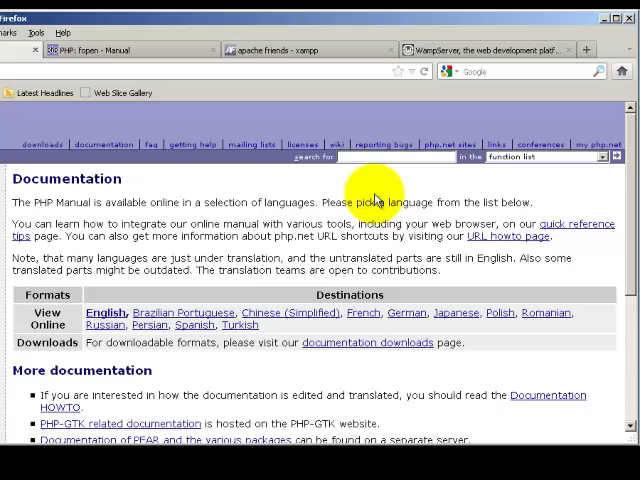 Firefox
marks Tools Help
PHP: fopen - Manual apache friends - xampp WampServer, the web development platf...
Google
Latest Headlines Web Slice Gallery
downloads | documentation | faq | getting help | mailing lists | licenses | wiki | reporting bugs | php.net sites | links | conferences | my php.net
search for in the function list
Documentation
The PHP Manual is available online in a selection of languages. Please pick a language from the list below.
You can learn how to integrate our online manual with various tools, including your web browser, on our quick reference
tips page. You can also get more information about php.net URL shortcuts by visiting our URL howto page.
Note, that many languages are just under translation, and the untranslated parts are still in English. Also some
translated parts might be outdated. The translation teams are open to contributions.
Formats Destinations
View Online English, Brazilian Portuguese, Chinese (Simplified), French, German, Japanese, Polish, Romanian,
Russian, Persian, Spanish, Turkish
Downloads For downloadable formats, please visit our documentation downloads page.
More documentation
If you are interested in how the documentation is edited and translated, you should read the Documentation
HOWTO.
PHP-GTK related documentation is hosted on the PHP-GTK website.
Documentation of PEAR and the various packages can be found on a separate server.